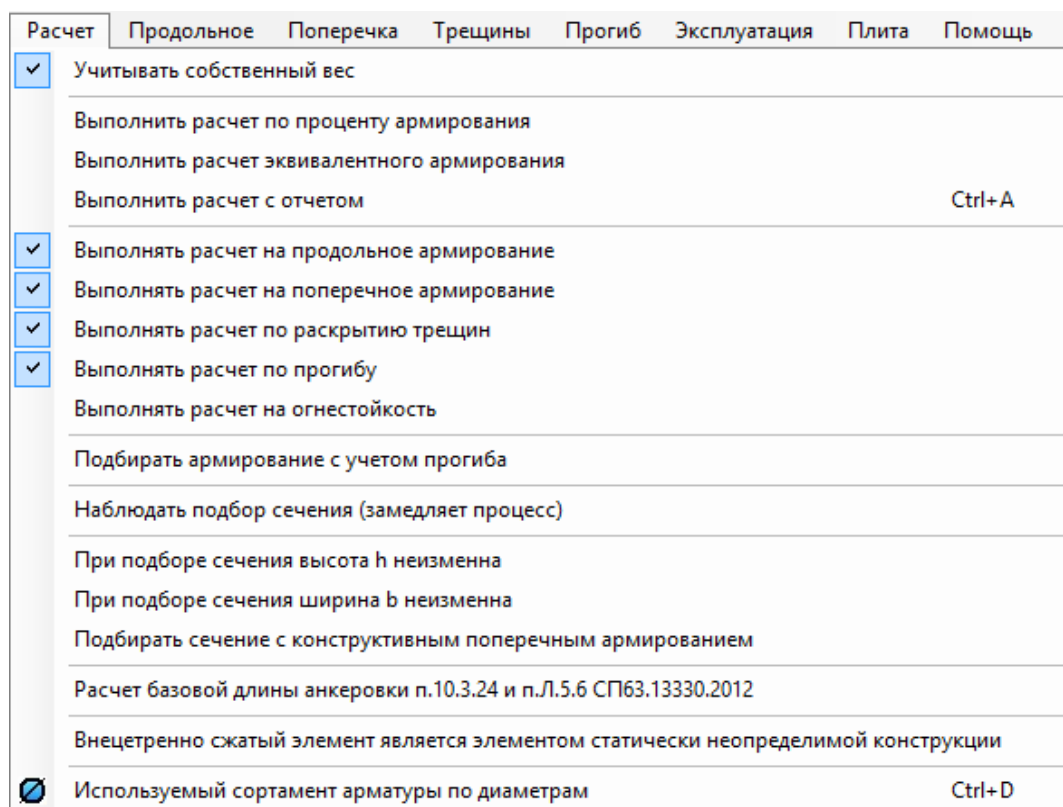 Расчет Продольное Поперечка Трещины Прогиб Эксплуатация Плита Помощь
Учитывать собственный вес
Выполнить расчет по проценту армирования
Выполнить расчет эквивалентного армирования
Выполнить расчет с отчетом Ctrl+A
Выполнять расчет на продольное армирование
Выполнять расчет на поперечное армирование
Выполнять расчет по раскрытию трещин
Выполнять расчет по прогибу
Выполнять расчет на огнестойкость
Подбирать армирование с учетом прогиба
Наблюдать подбор сечения (замедляет процесс)
При подборе сечения высота h неизменна
При подборе сечения ширина b неизменна
Подбирать сечение с конструктивным поперечным армированием
Расчет базовой длины анкеровки п.10.3.24 и п.Л.5.6 СП63.13330.2012
Внецетренно сжатый элемент является элементом статически неопределимой конструкции
Используемый сортамент арматуры по диаметрам Ctrl+D